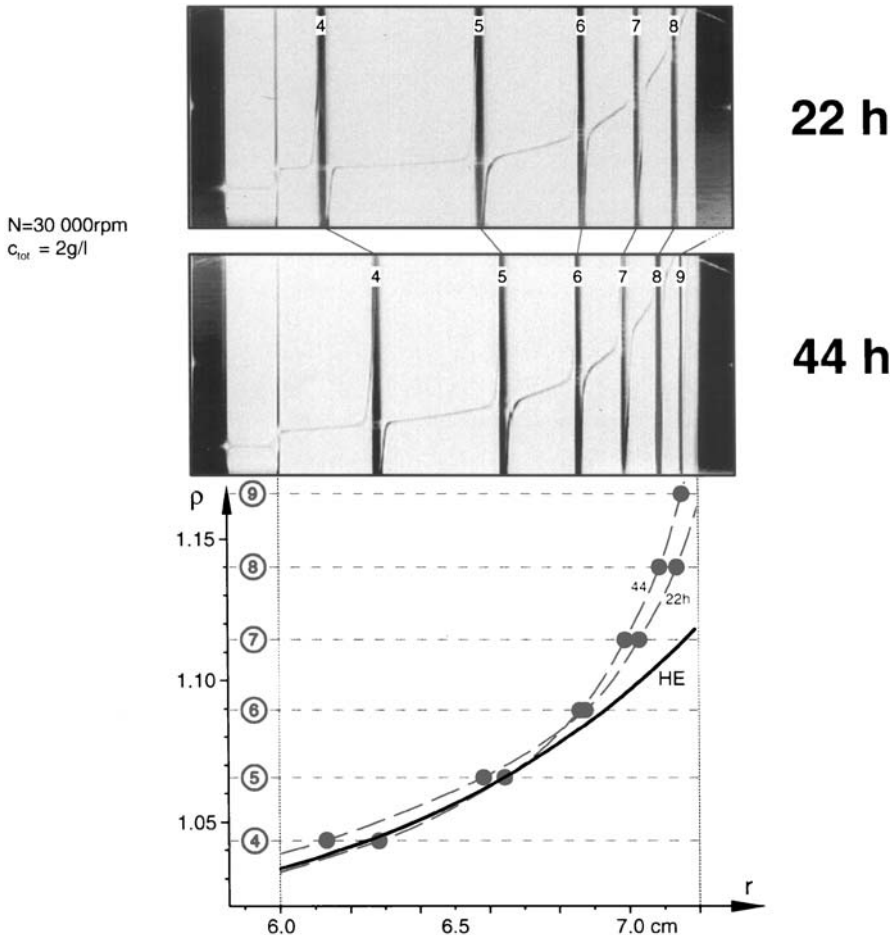 4 5 6 7 8
22 h
N=30 000rpm
c_tot = 2g/l
4 5 6 7 8 9
44 h
ρ
9
1.15
8
44
22h
7
1.10
HE
6
5
1.05
4
r
6.0 6.5 7.0 cm